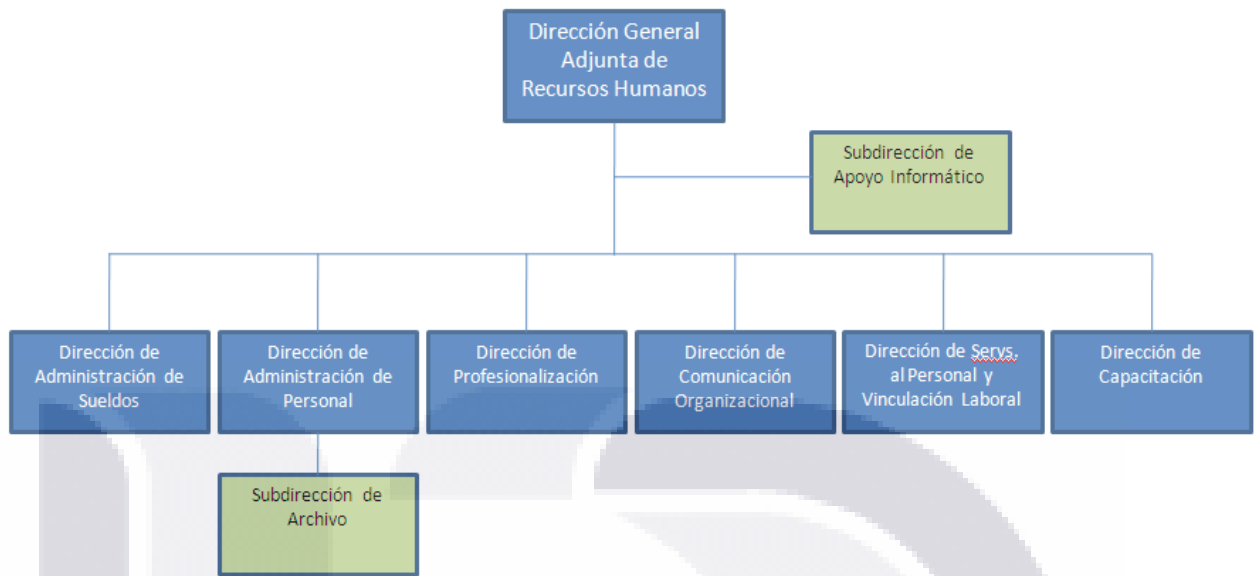 Dirección General
Adjunta de
Recursos Humanos
Subdirección de
Apoyo Informático
Dirección de
Administración de
Sueldos
Dirección de
Administración de
Personal
Dirección de
Profesionalización
Dirección de
Comunicación
Organizacional
Dirección de Servs.
al Personal y
Vinculación Laboral
Dirección de
Capacitación
Subdirección de
Archivo